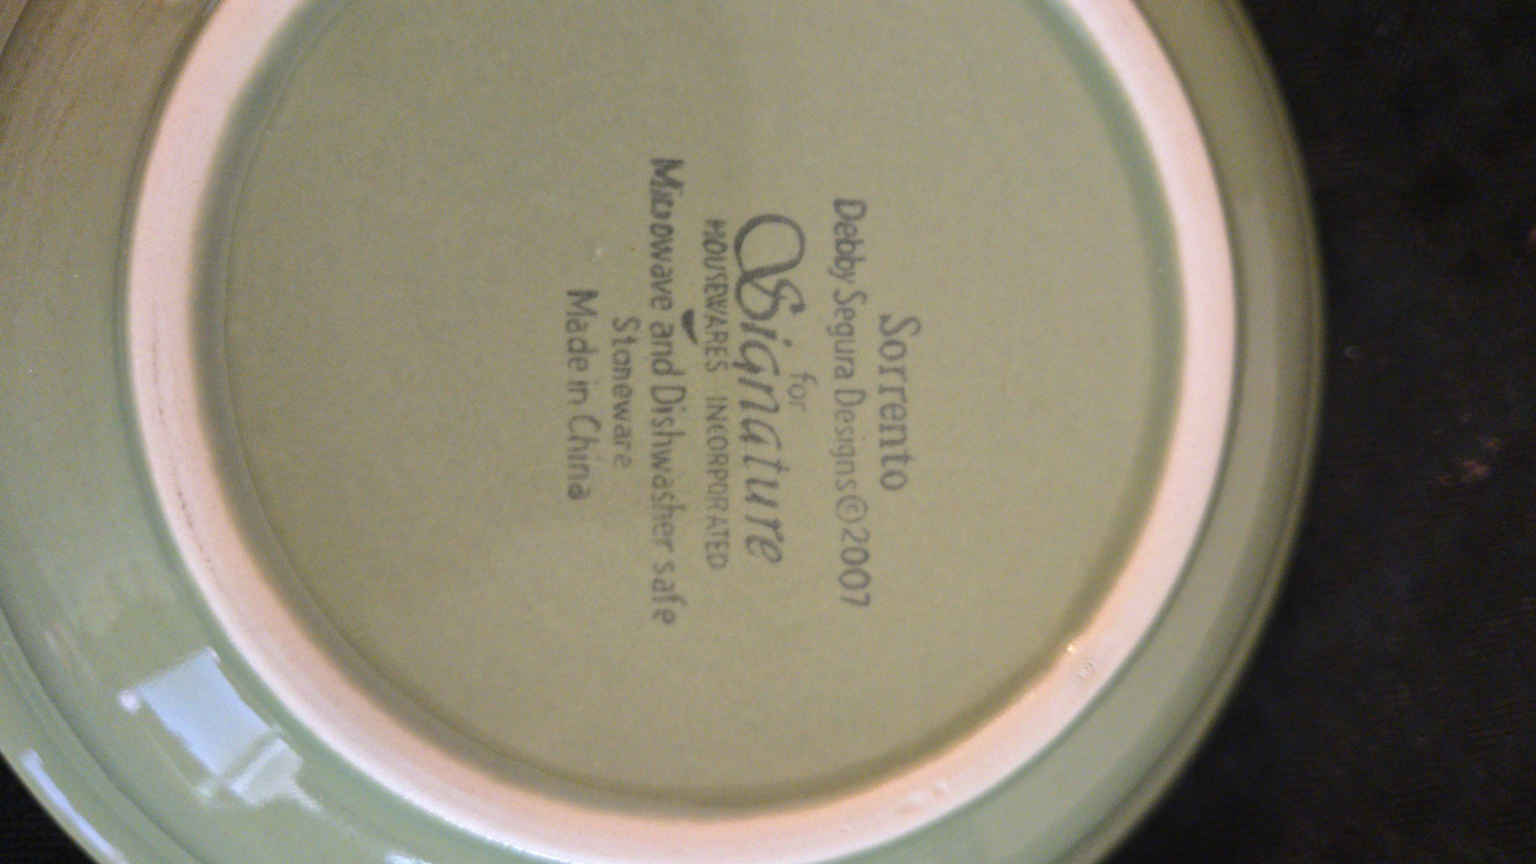 Sorrento
Debby Segura Designs©2007
for
Signature
HOUSEWARES INCORPORATED
Microwave and Dishwasher safe
Stoneware
Made in China